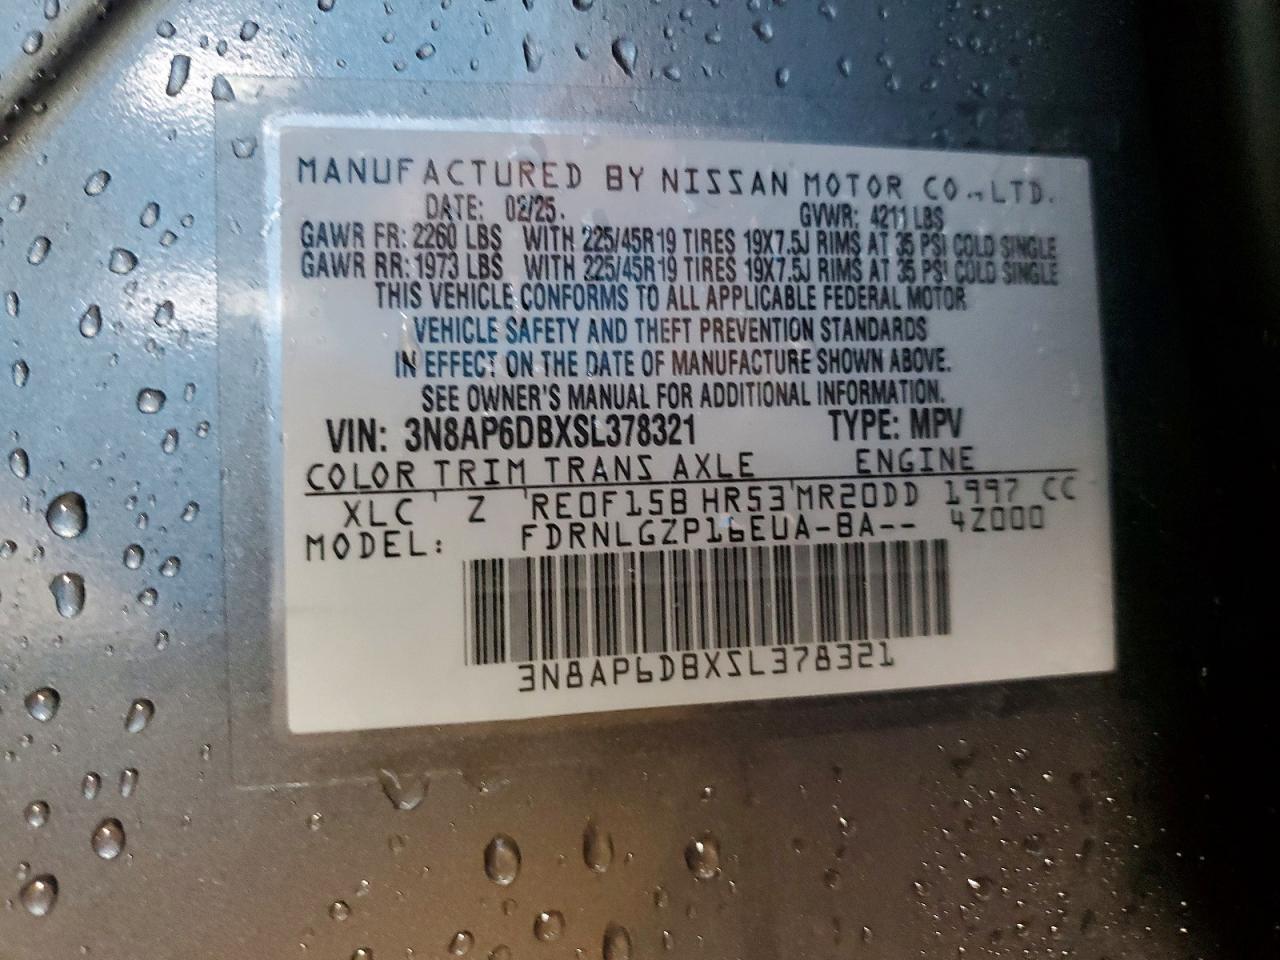 MANUFACTURED BY NISSAN MOTOR CO.,LTD.
DATE: 02/25. GVWR: 4211 LBS
GAWR FR: 2260 LBS WITH 225/45R19 TIRES 19X7.5J RIMS AT 35 PSI COLD SINGLE
GAWR RR: 1973 LBS WITH 225/45R19 TIRES 19X7.5J RIMS AT 35 PSI COLD SINGLE
THIS VEHICLE CONFORMS TO ALL APPLICABLE FEDERAL MOTOR
VEHICLE SAFETY AND THEFT PREVENTION STANDARDS
IN EFFECT ON THE DATE OF MANUFACTURE SHOWN ABOVE.
SEE OWNER'S MANUAL FOR ADDITIONAL INFORMATION.
VIN: 3N8AP6DBXSL378321 TYPE: MPV
COLOR TRIM TRANS AXLE ENGINE
XLC Z RE0F15B HR53 MR20DD 1997 CC
MODEL: FDRNLGZP16EUA-BA-- 4Z000
3N8AP6DBXSL378321